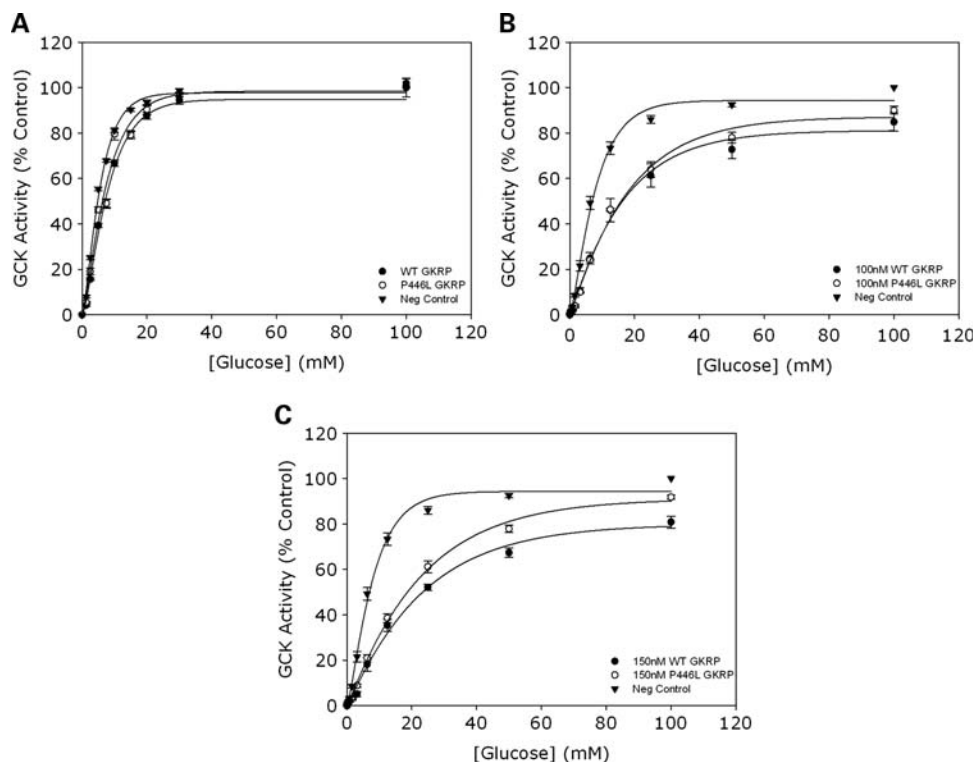 A
120
100
80
60
40
20
0
GCK Activity (% Control)
WT GKRP
P446L GKRP
Neg Control
0 20 40 60 80 100 120
[Glucose] (mM)
B
120
100
80
60
40
20
0
GCK Activity (% Control)
100nM WT GKRP
100nM P446L GKRP
Neg Control
0 20 40 60 80 100 120
[Glucose] (mM)
C
120
100
80
60
40
20
0
GCK Activity (% Control)
150nM WT GKRP
150nM P446L GKRP
Neg Control
0 20 40 60 80 100 120
[Glucose] (mM)